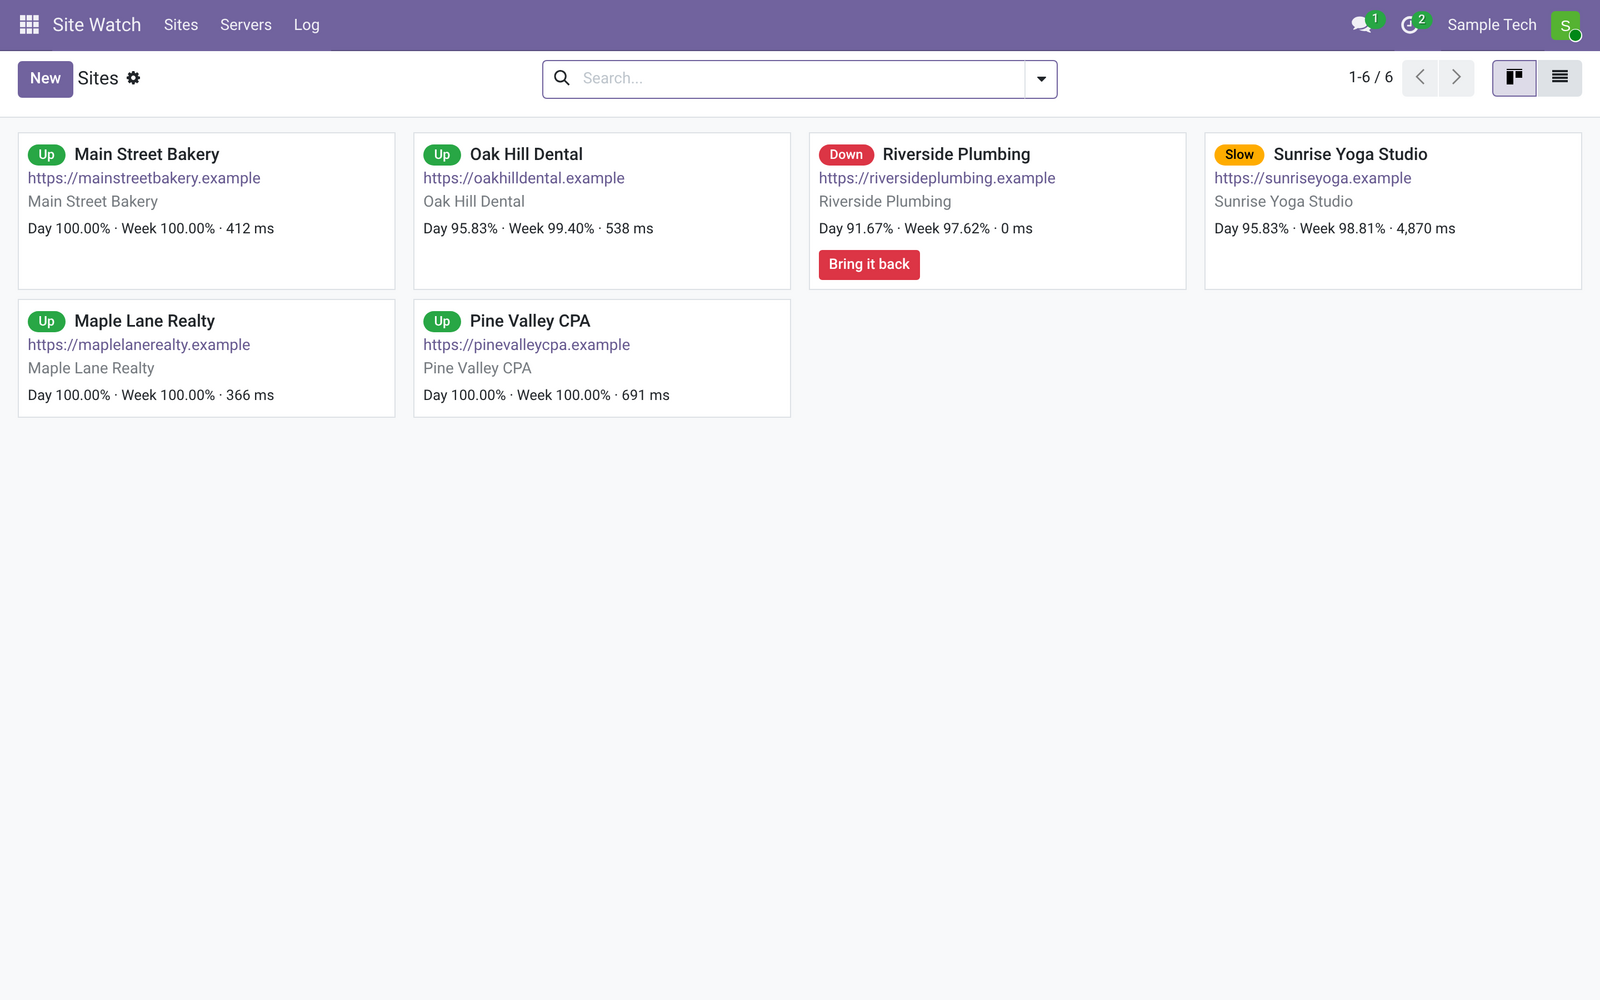 Site Watch Sites Servers Log 1 2 Sample Tech S
New Sites Search... 1-6 / 6
Up Main Street Bakery
https://mainstreetbakery.example
Main Street Bakery
Day 100.00% · Week 100.00% · 412 ms
Up Oak Hill Dental
https://oakhilldental.example
Oak Hill Dental
Day 95.83% · Week 99.40% · 538 ms
Down Riverside Plumbing
https://riversideplumbing.example
Riverside Plumbing
Day 91.67% · Week 97.62% · 0 ms
Bring it back
Slow Sunrise Yoga Studio
https://sunriseyoga.example
Sunrise Yoga Studio
Day 95.83% · Week 98.81% · 4,870 ms
Up Maple Lane Realty
https://maplelanerealty.example
Maple Lane Realty
Day 100.00% · Week 100.00% · 366 ms
Up Pine Valley CPA
https://pinevalleycpa.example
Pine Valley CPA
Day 100.00% · Week 100.00% · 691 ms